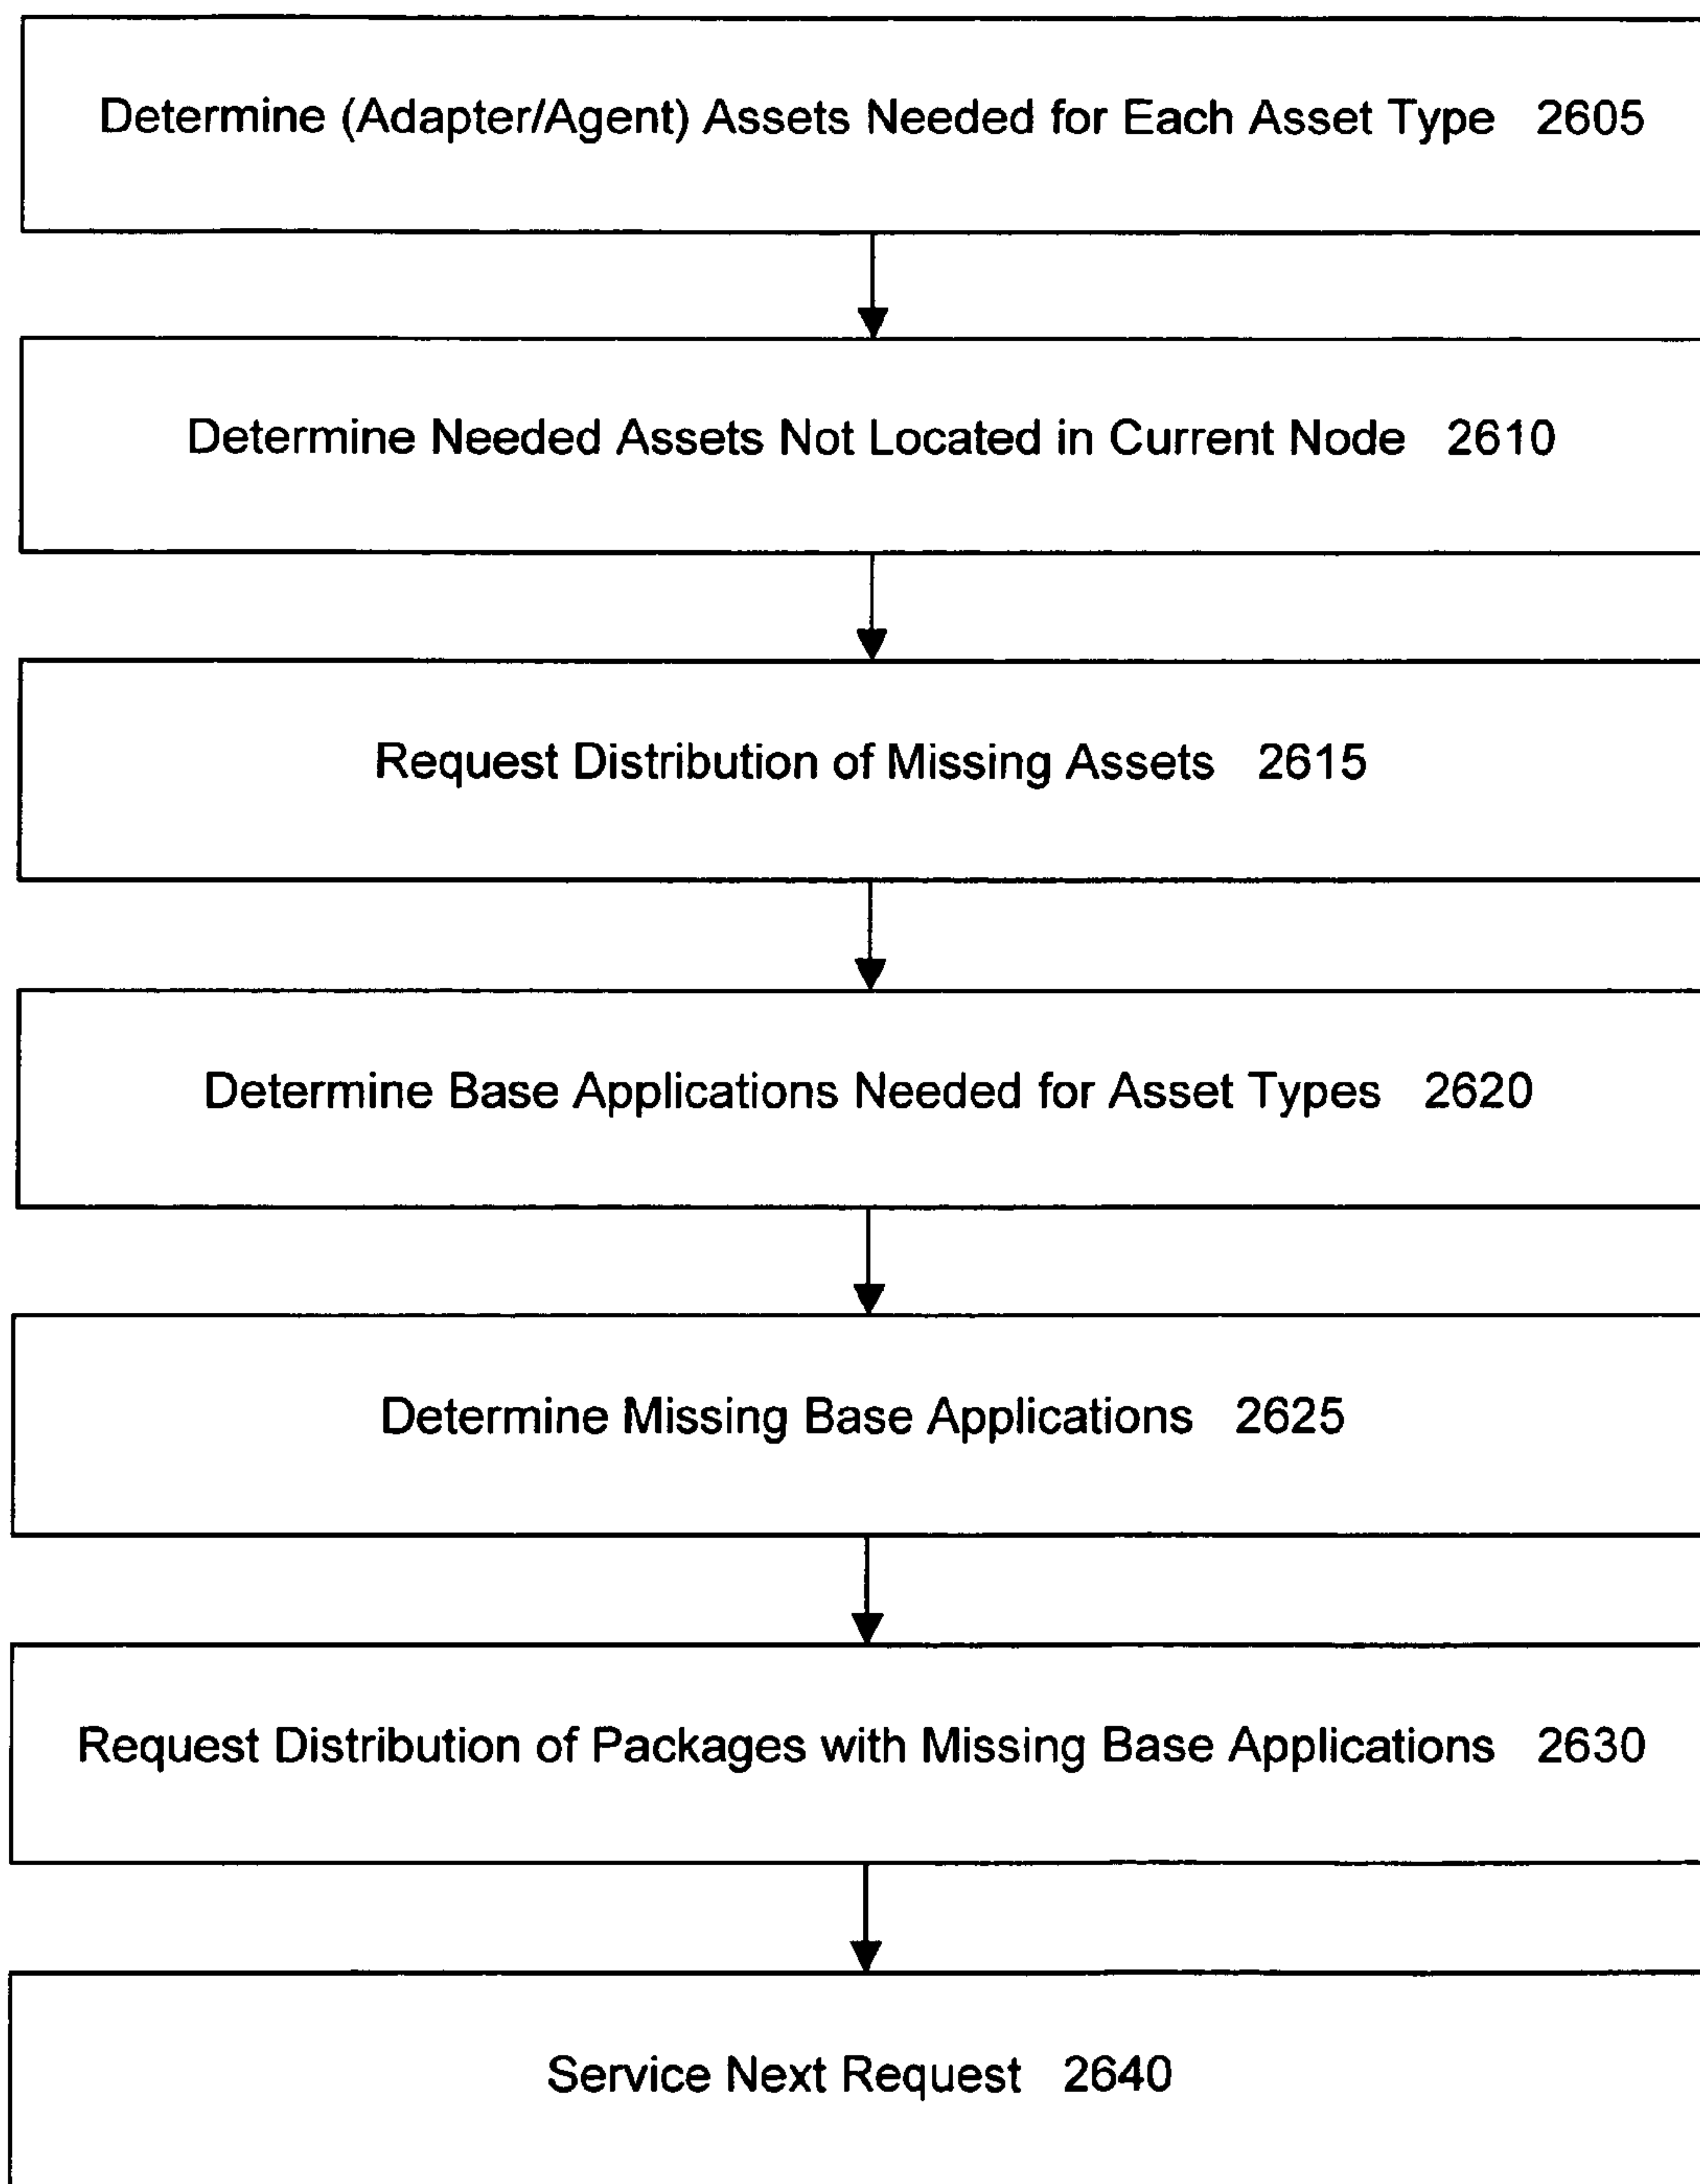 Determine (Adapter/Agent) Assets Needed for Each Asset Type 2605
Determine Needed Assets Not Located in Current Node 2610
Request Distribution of Missing Assets 2615
Determine Base Applications Needed for Asset Types 2620
Determine Missing Base Applications 2625
Request Distribution of Packages with Missing Base Applications 2630
Service Next Request 2640